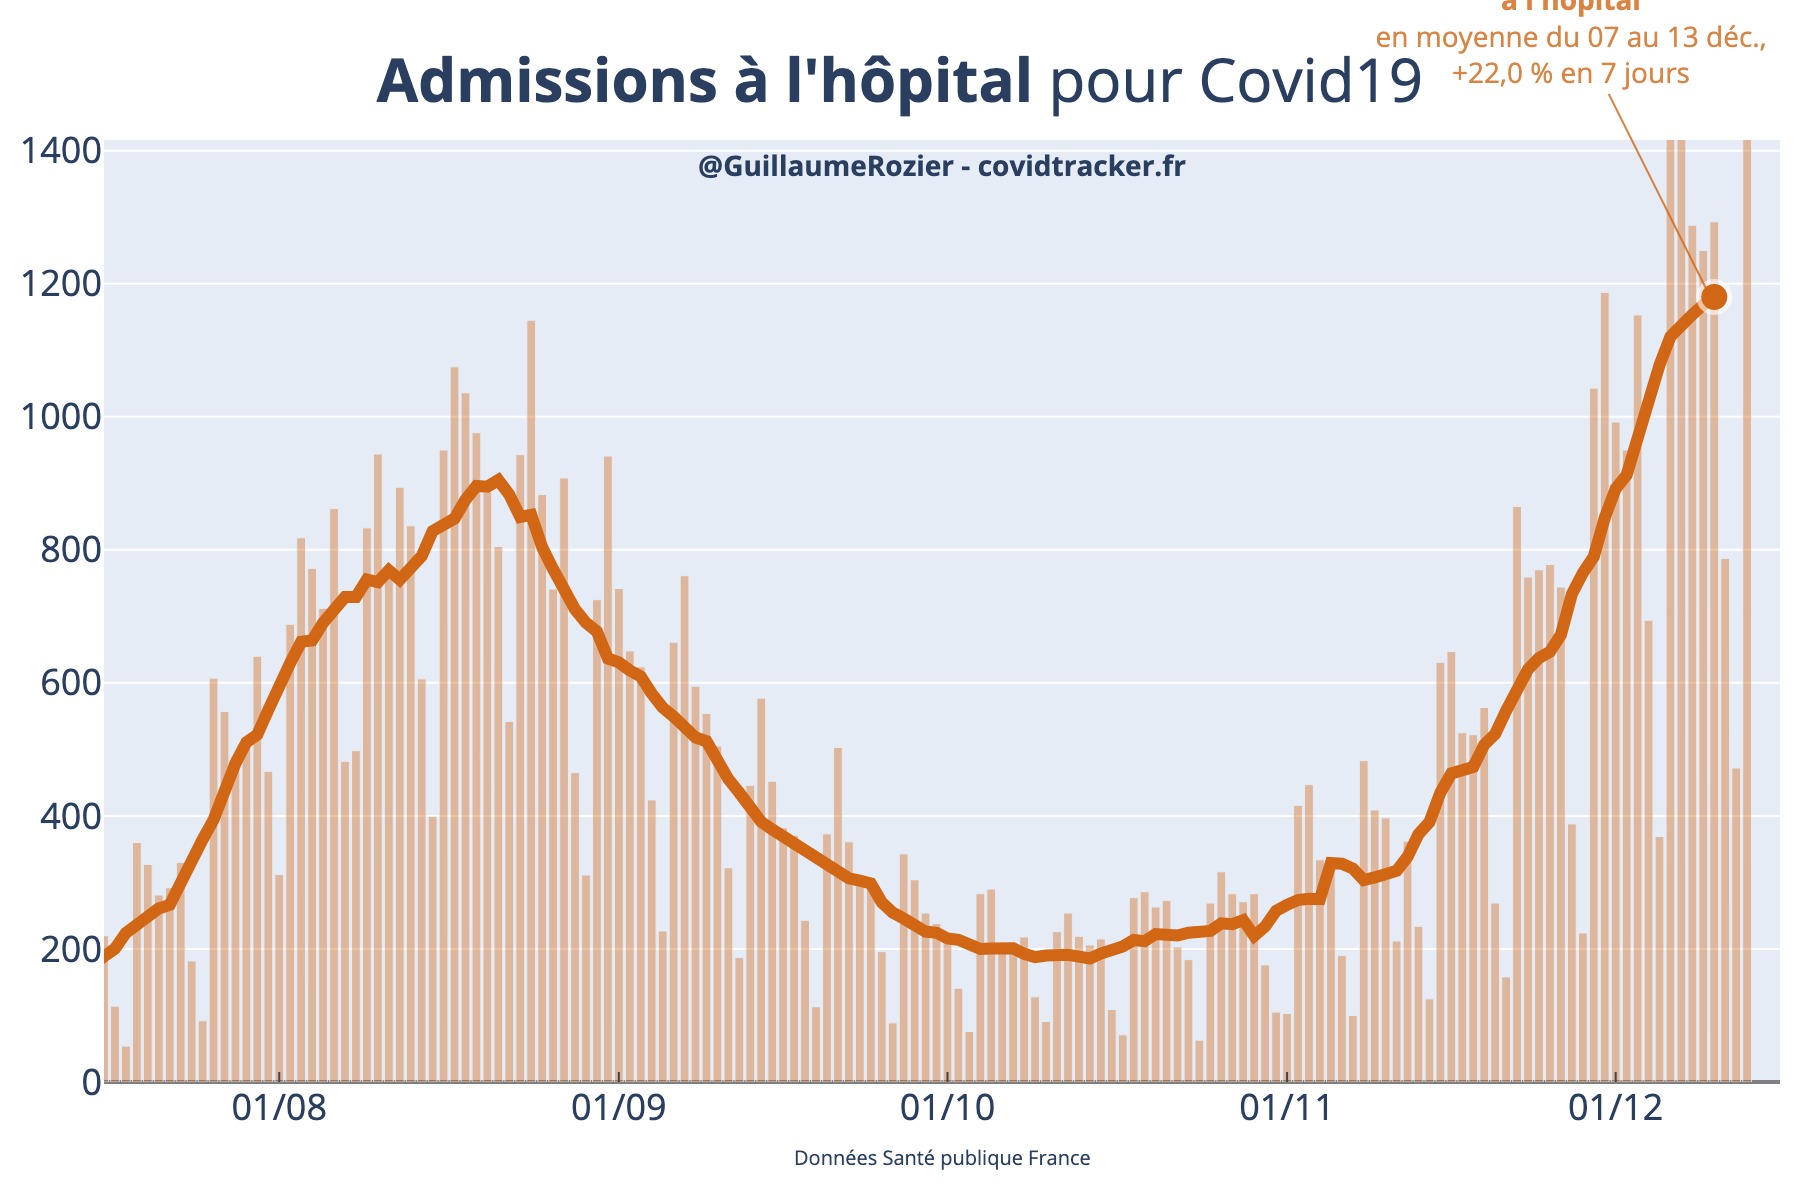 à l'hôpital
en moyenne du 07 au 13 déc.,
+22,0 % en 7 jours
Admissions à l'hôpital pour Covid19
@GuillaumeRozier - covidtracker.fr
1400
1200
1000
800
600
400
200
0
01/08 01/09 01/10 01/11 01/12
Données Santé publique France